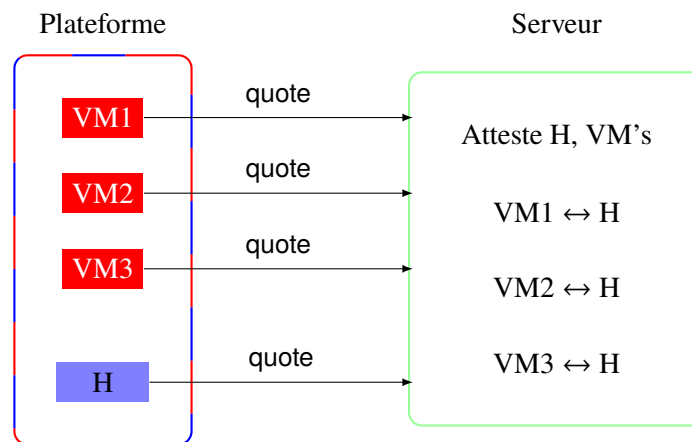 Plateforme
Serveur
VM1
quote
VM2
quote
VM3
quote
H
quote
Atteste H, VM's
VM1 ↔ H
VM2 ↔ H
VM3 ↔ H